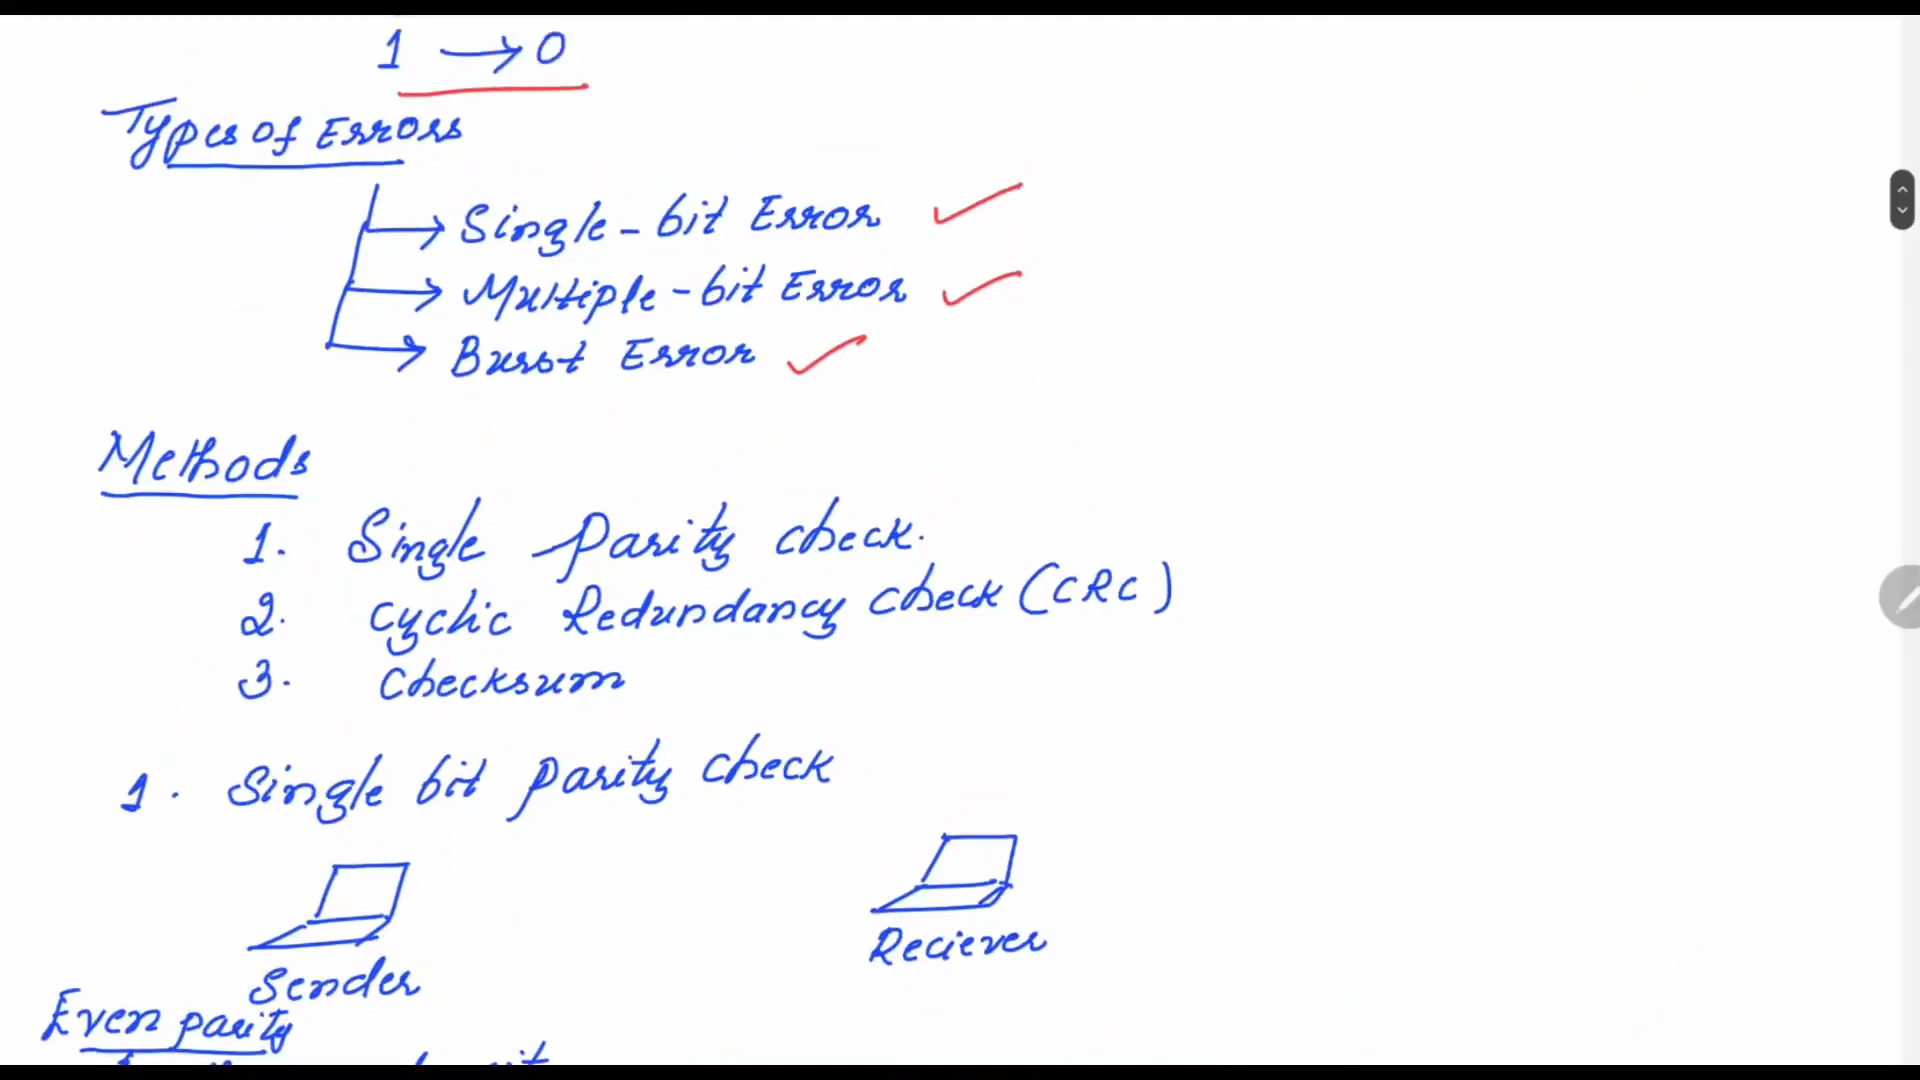 1 → 0
Types of Errors
Single-bit Error ✓
Multiple-bit Error ✓
Burst Error ✓
Methods
1. Single Parity check.
2. Cyclic Redundancy check (CRC)
3. Checksum
1. Single bit parity check
Sender
Reciever
Even parity